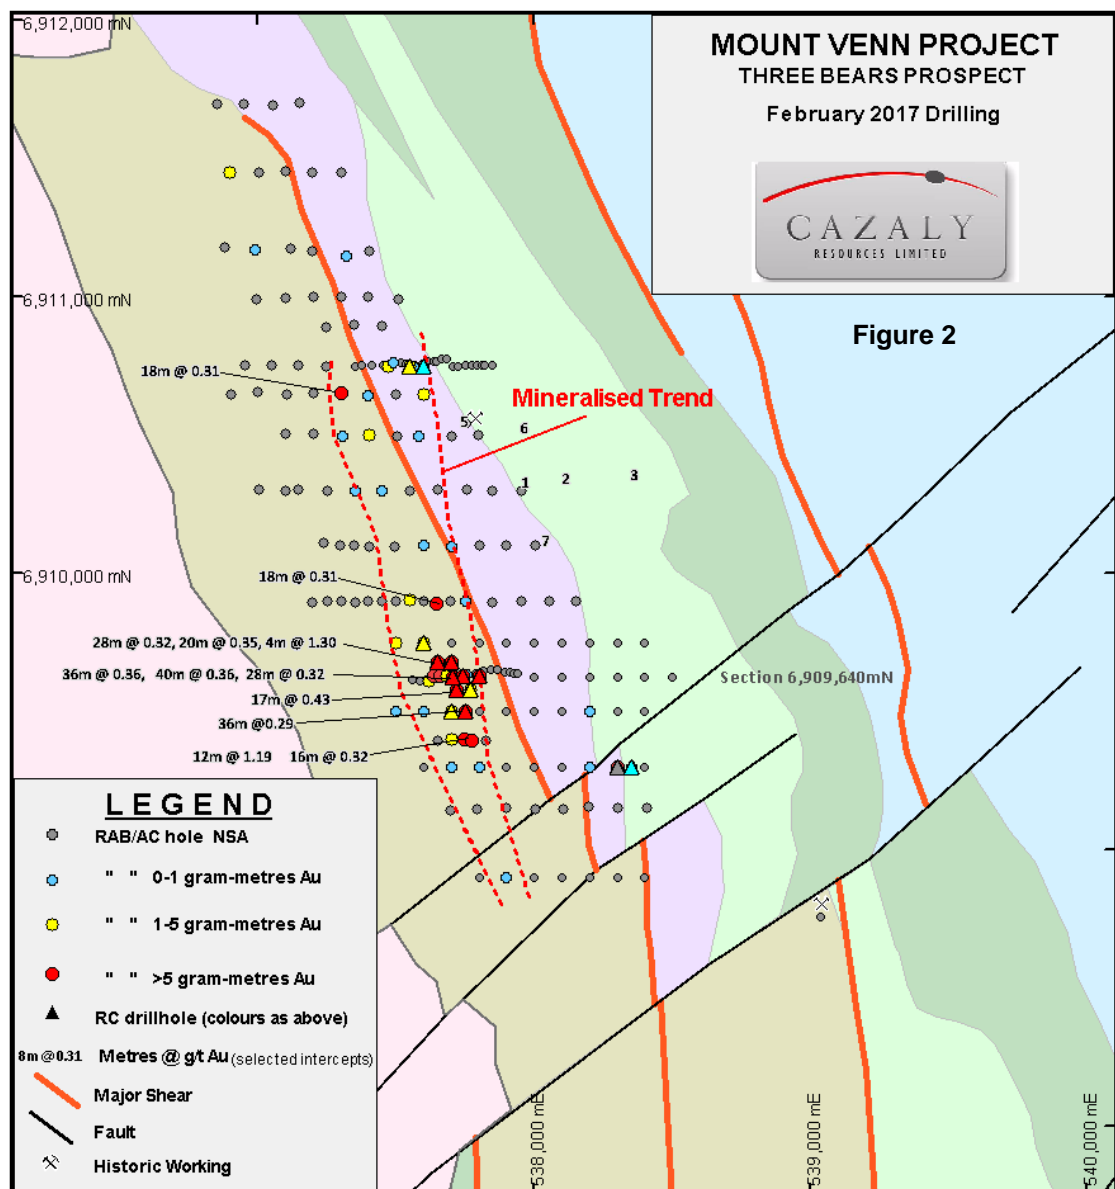 6,912,000 mN
MOUNT VENN PROJECT
THREE BEARS PROSPECT
February 2017 Drilling
CAZALY
RESOURCES LIMITED
6,911,000 mN
Figure 2
18m @ 0.31
Mineralised Trend
5
6
1
2
3
7
6,910,000 mN
18m @ 0.31
28m @ 0.32, 20m @ 0.35, 4m @ 1.30
36m @ 0.36, 40m @ 0.36, 28m @ 0.32
Section 6,909,640mN
17m @ 0.43
36m @0.29
12m @ 1.19 16m @ 0.32
LEGEND
RAB/AC hole NSA
" " 0-1 gram-metres Au
" " 1-5 gram-metres Au
" " >5 gram-metres Au
RC drillhole (colours as above)
8m @0.31 Metres @ g/t Au (selected intercepts)
Major Shear
Fault
Historic Working
538,000 mE
539,000 mE
540,000 mE